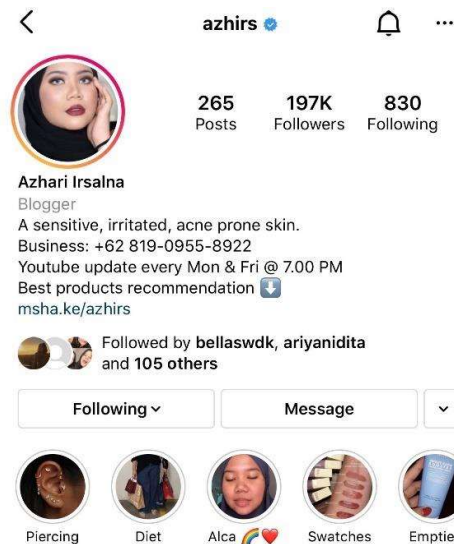 azhirs
265 197K 830
Posts Followers Following
Azhari Irsalna
Blogger
A sensitive, irritated, acne prone skin.
Business: +62 819-0955-8922
Youtube update every Mon & Fri @ 7.00 PM
Best products recommendation ⬇️
msha.ke/azhirs
Followed by bellaswdk, ariyanidita
and 105 others
Following Message
Piercing Diet Alca 🌈❤️ Swatches Emptie